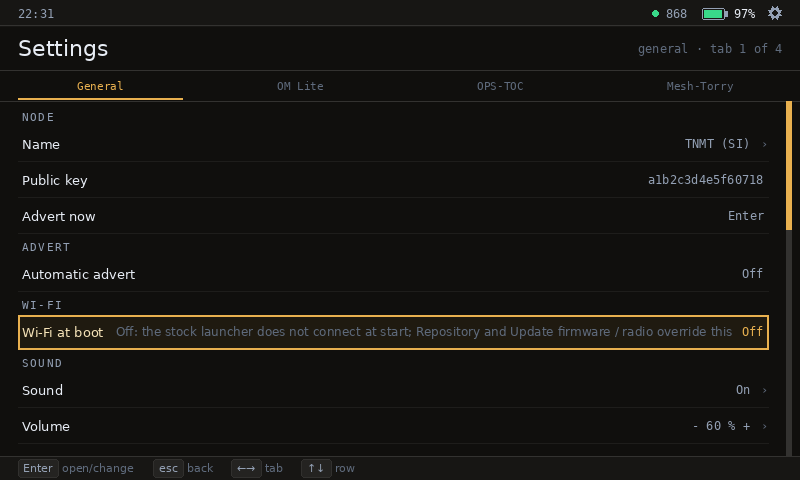 22:31 868 97%
Settings general · tab 1 of 4
General OM Lite OPS-TOC Mesh-Torry
NODE
Name TNMT (SI) ›
Public key a1b2c3d4e5f60718
Advert now Enter
ADVERT
Automatic advert Off
WI-FI
Wi-Fi at boot Off: the stock launcher does not connect at start; Repository and Update firmware / radio override this Off
SOUND
Sound On ›
Volume - 60 % + ›
Enter open/change esc back ←→ tab ↑↓ row